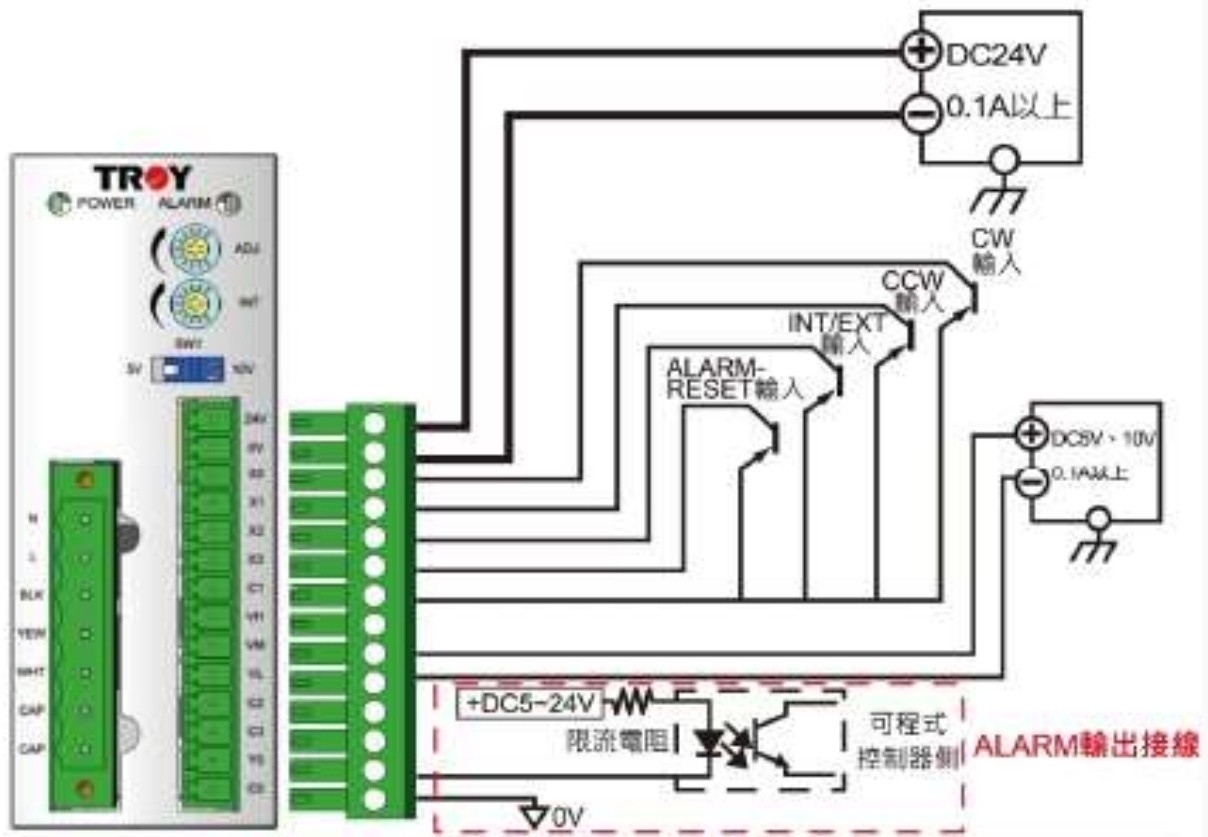 TROY
POWER ALARM
ADJ
INT
SW1
5V 10V
24V
0V
X0
X1
X2
X3
C1
VH
VM
VL
C2
Y0
N
L
BLK
YEW
WHT
CAP
CAP
DC24V
0.1A以上
CW
輸入
CCW
輸入
INT/EXT
輸入
ALARM-
RESET輸入
DC5V、10V
0.1A以上
+DC5~24V
限流電阻
可程式
控制器側
ALARM輸出接線
0V